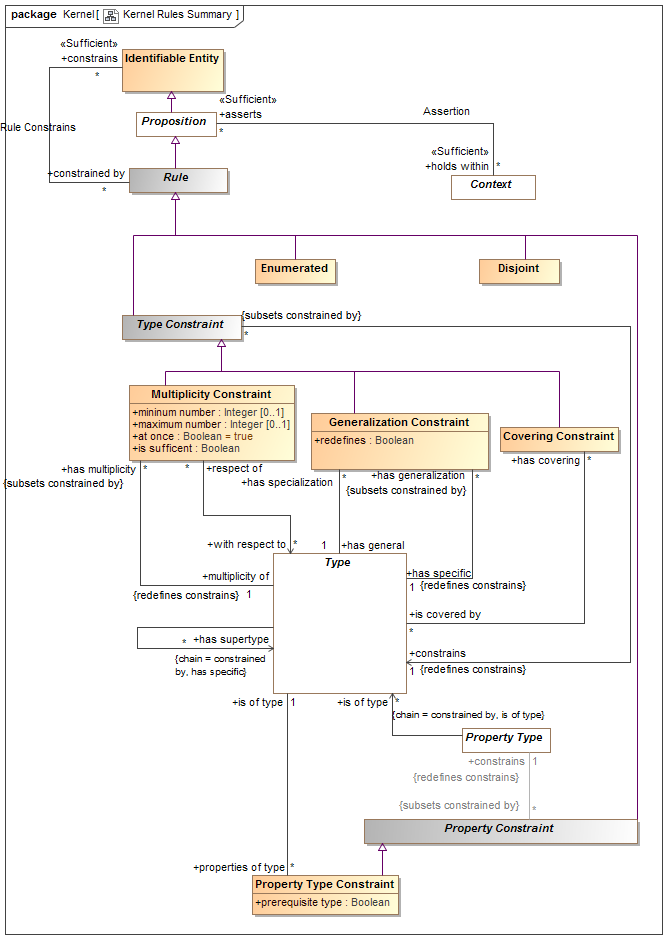 package Kernel[ Kernel Rules Summary ]
«Sufficient»
+constrains
*
Identifiable Entity
«Sufficient»
+asserts
*
Proposition
Assertion
Rule Constrains
«Sufficient»
+holds within *
+constrained by
*
Rule
Context
Enumerated
Disjoint
Type Constraint
{subsets constrained by}
*
Multiplicity Constraint
+mininum number : Integer [0..1]
+maximum number : Integer [0..1]
+at once : Boolean = true
+is sufficent : Boolean
Generalization Constraint
+redefines : Boolean
Covering Constraint
+has covering *
+has multiplicity *
{subsets constrained by}
* +respect of
+has specialization *
+has generalization *
{subsets constrained by}
+with respect to *
1 +has general
Type
+multiplicity of
{redefines constrains} 1
+has specific
1 {redefines constrains}
+is covered by
*
* +has supertype
{chain = constrained
by, has specific}
+constrains
1 {redefines constrains}
+is of type 1
+is of type *
{chain = constrained by, is of type}
Property Type
+constrains 1
{redefines constrains}
{subsets constrained by} *
Property Constraint
+properties of type *
Property Type Constraint
+prerequisite type : Boolean